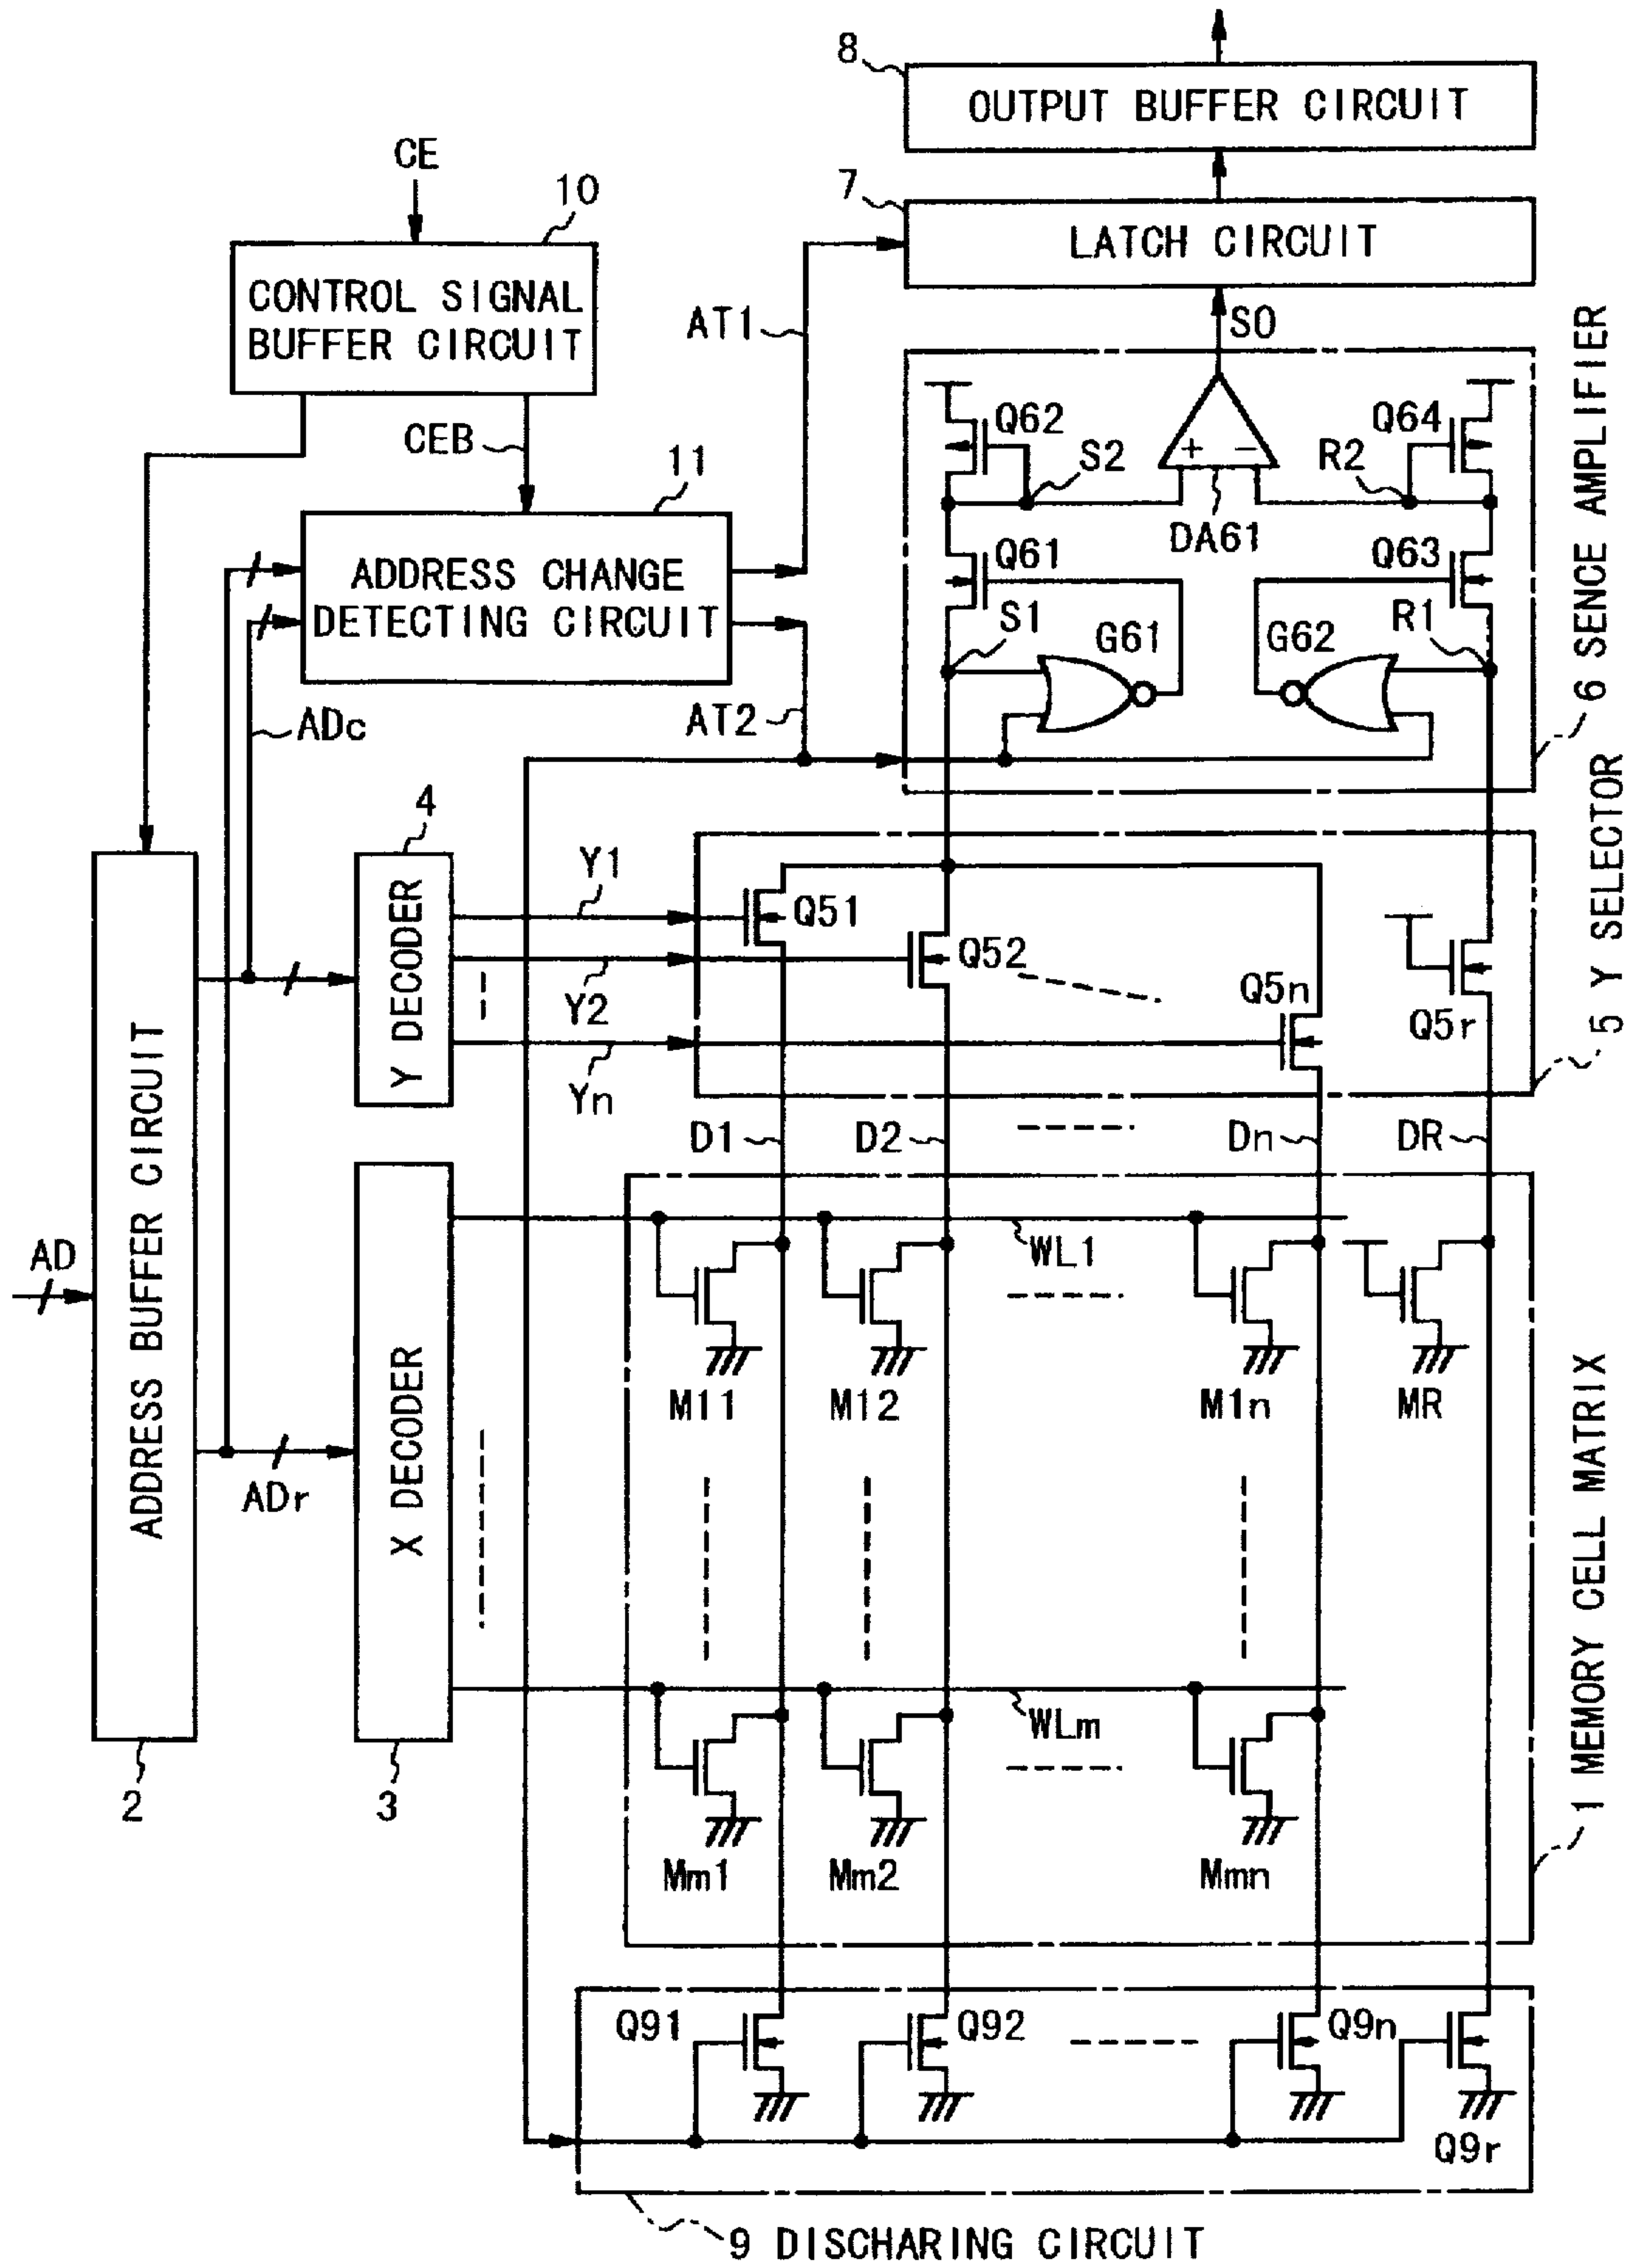 8
OUTPUT BUFFER CIRCUIT
CE
10
7
LATCH CIRCUIT
CONTROL SIGNAL
BUFFER CIRCUIT
AT1
SO
CEB
11
Q62
Q64
S2
R2
+
−
DA61
ADDRESS CHANGE
DETECTING CIRCUIT
Q61
Q63
S1
R1
G61
G62
6 SENCE AMPLIFIER
ADc
AT2
4
Y DECODER
Y1
Y2
Yn
Q51
Q52
Q5n
Q5r
5 Y SELECTOR
D1
D2
Dn
DR
ADDRESS BUFFER CIRCUIT
AD
ADr
X DECODER
WL1
M11
M12
M1n
MR
1 MEMORY CELL MATRIX
WLm
2
3
Mm1
Mm2
Mmn
Q91
Q92
Q9n
Q9r
9 DISCHARING CIRCUIT